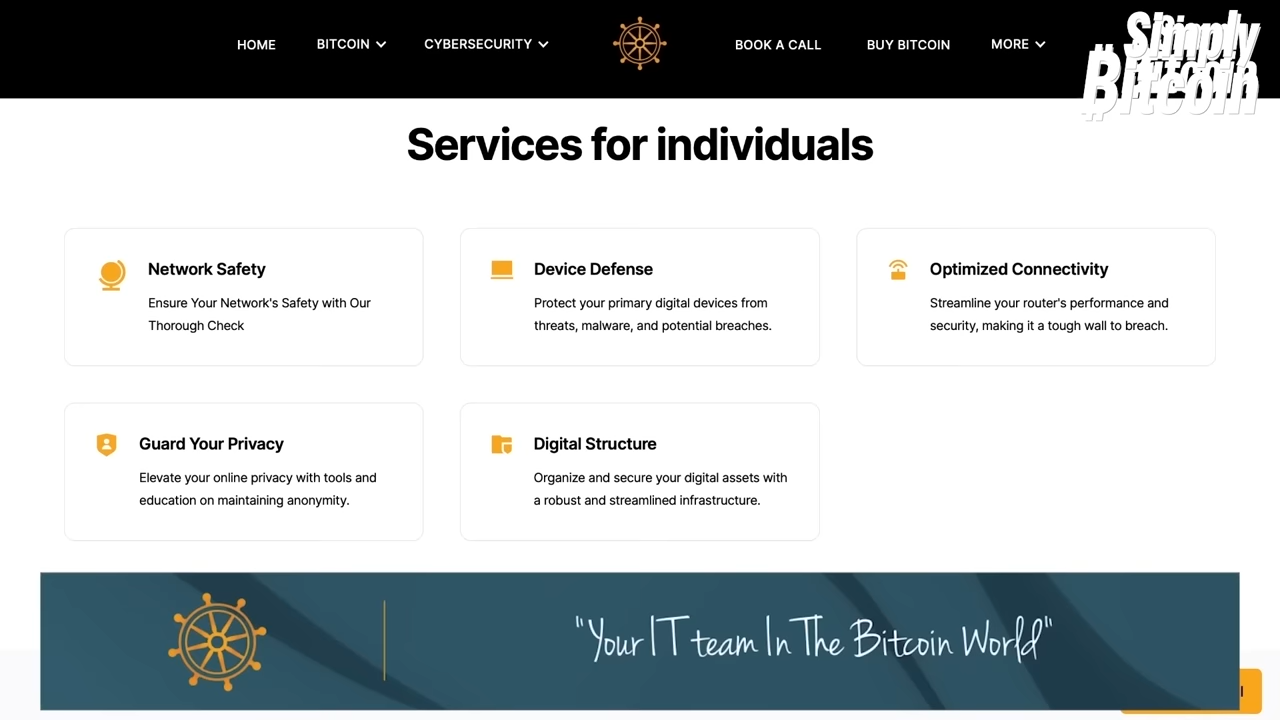 HOME
BITCOIN
CYBERSECURITY
BOOK A CALL
BUY BITCOIN
MORE
Simply
Bitcoin
Services for individuals
Network Safety
Ensure Your Network's Safety with Our
Thorough Check
Device Defense
Protect your primary digital devices from
threats, malware, and potential breaches.
Optimized Connectivity
Streamline your router's performance and
security, making it a tough wall to breach.
Guard Your Privacy
Elevate your online privacy with tools and
education on maintaining anonymity.
Digital Structure
Organize and secure your digital assets with
a robust and streamlined infrastructure.
"Your IT team In The Bitcoin World"